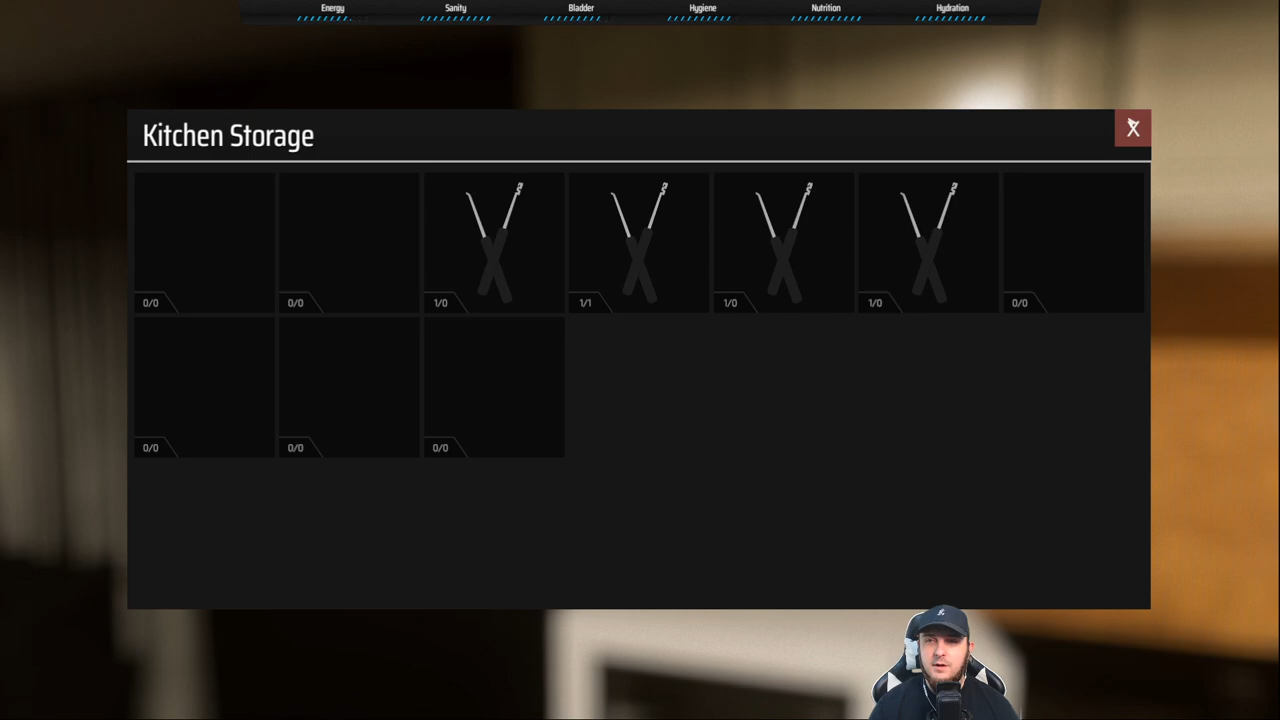 Energy Sanity Bladder Hygiene Nutrition Hydration
Kitchen Storage
X
0/0 0/0 1/0 1/1 1/0 1/0 0/0
0/0 0/0 0/0